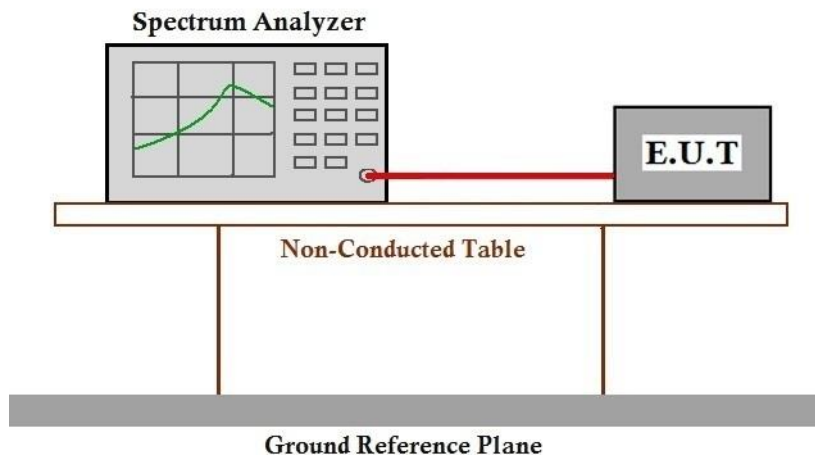 Spectrum Analyzer
E.U.T
Non-Conducted Table
Ground Reference Plane